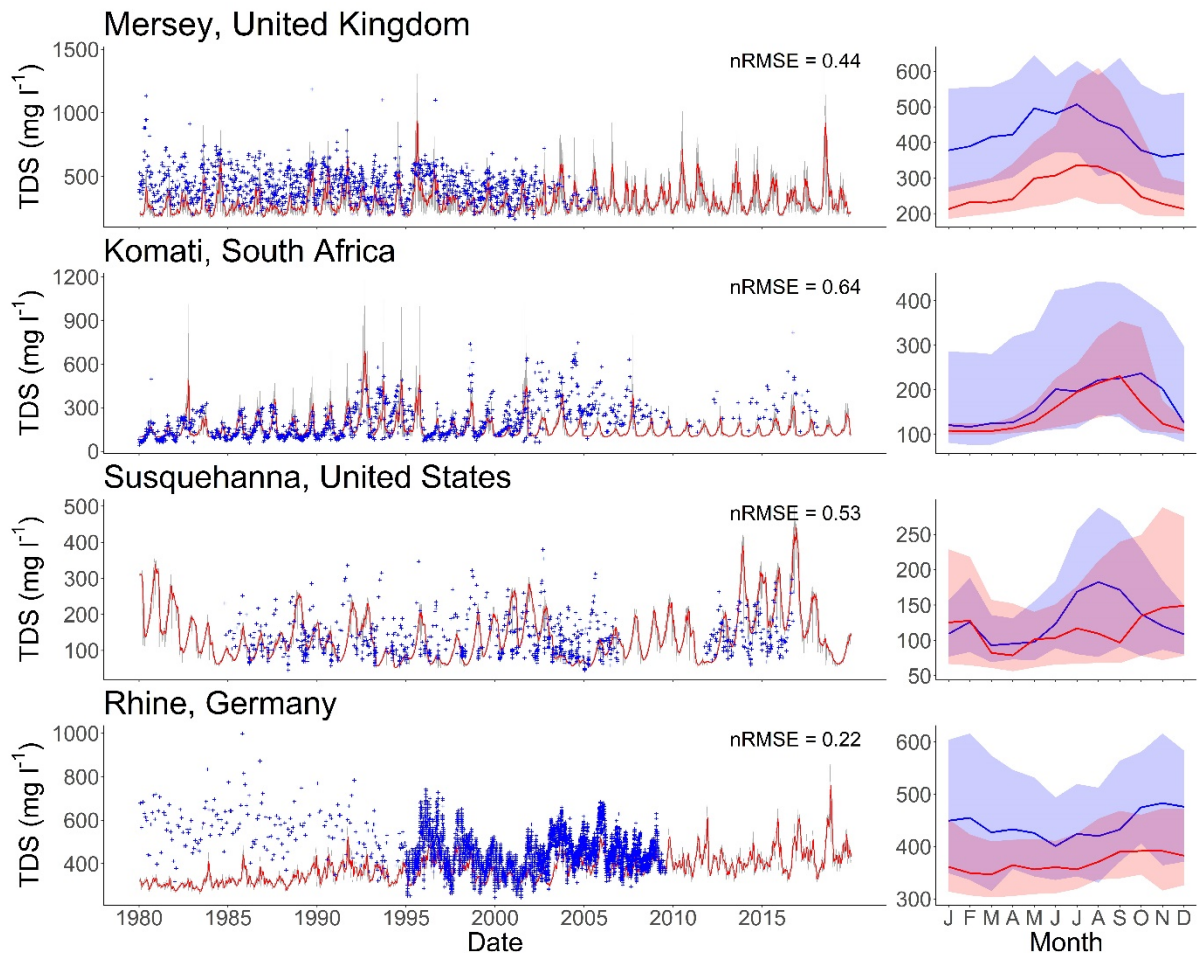 Mersey, United Kingdom
TDS (mg l⁻¹)
1500
1000
500
nRMSE = 0.44
600
500
400
300
200
Komati, South Africa
TDS (mg l⁻¹)
1200
900
600
300
0
nRMSE = 0.64
400
300
200
100
Susquehanna, United States
TDS (mg l⁻¹)
500
400
300
200
100
nRMSE = 0.53
250
200
150
100
50
Rhine, Germany
TDS (mg l⁻¹)
1000
800
600
400
nRMSE = 0.22
600
500
400
300
1980 1985 1990 1995 2000 2005 2010 2015
Date
J F M A M J J A S O N D
Month